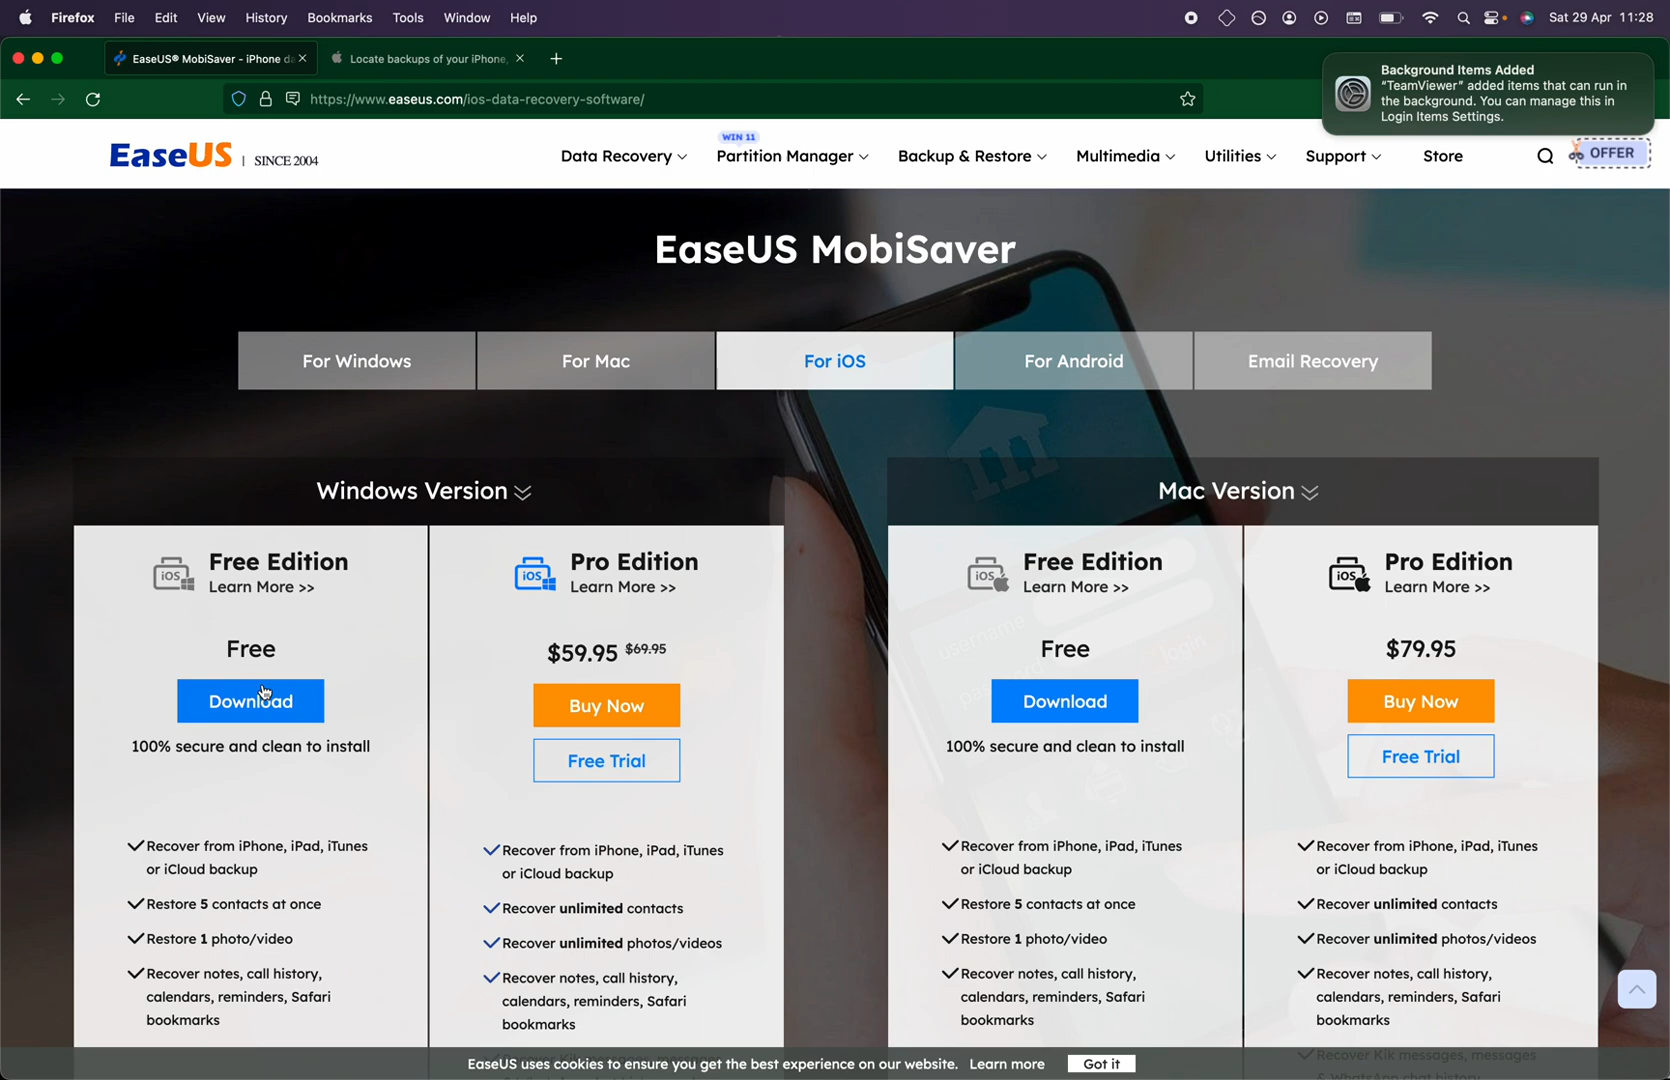 Firefox File Edit View History Bookmarks Tools Window Help Sat 29 Apr 11:28
EaseUS® MobiSaver - iPhone da
Locate backups of your iPhone,
https://www.easeus.com/ios-data-recovery-software/
Background Items Added
"TeamViewer" added items that can run in
the background. You can manage this in
Login Items Settings.
EaseUS | SINCE 2004
WIN 11
Data Recovery Partition Manager Backup & Restore Multimedia Utilities Support Store OFFER
EaseUS MobiSaver
For Windows For Mac For iOS For Android Email Recovery
Windows Version
Free Edition
Learn More >>
Free
Download
100% secure and clean to install
Recover from iPhone, iPad, iTunes
or iCloud backup
Restore 5 contacts at once
Restore 1 photo/video
Recover notes, call history,
calendars, reminders, Safari
bookmarks
Pro Edition
Learn More >>
$59.95 $69.95
Buy Now
Free Trial
Recover from iPhone, iPad, iTunes
or iCloud backup
Recover unlimited contacts
Recover unlimited photos/videos
Recover notes, call history,
calendars, reminders, Safari
bookmarks
Mac Version
Free Edition
Learn More >>
Free
Download
100% secure and clean to install
Recover from iPhone, iPad, iTunes
or iCloud backup
Restore 5 contacts at once
Restore 1 photo/video
Recover notes, call history,
calendars, reminders, Safari
bookmarks
Pro Edition
Learn More >>
$79.95
Buy Now
Free Trial
Recover from iPhone, iPad, iTunes
or iCloud backup
Recover unlimited contacts
Recover unlimited photos/videos
Recover notes, call history,
calendars, reminders, Safari
bookmarks
Recover Kik messages, messages
username
login
EaseUS uses cookies to ensure you get the best experience on our website. Learn more Got it